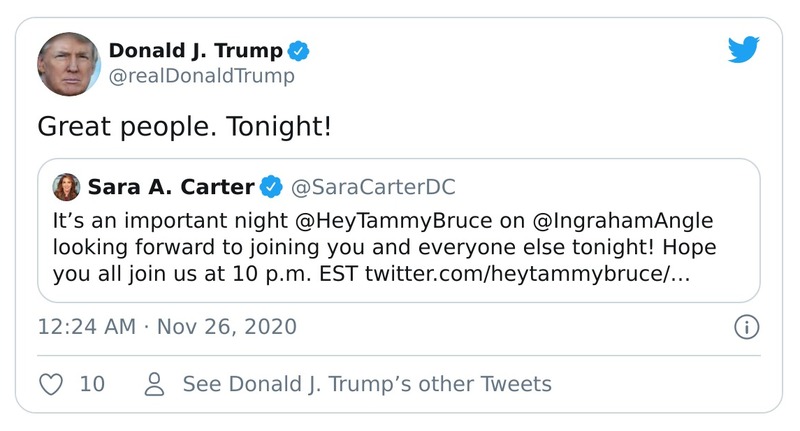 Donald J. Trump
@realDonaldTrump
Great people. Tonight!
Sara A. Carter @SaraCarterDC
It’s an important night @HeyTammyBruce on @IngrahamAngle
looking forward to joining you and everyone else tonight! Hope
you all join us at 10 p.m. EST twitter.com/heytammybruce/…
12:24 AM · Nov 26, 2020
10 See Donald J. Trump’s other Tweets